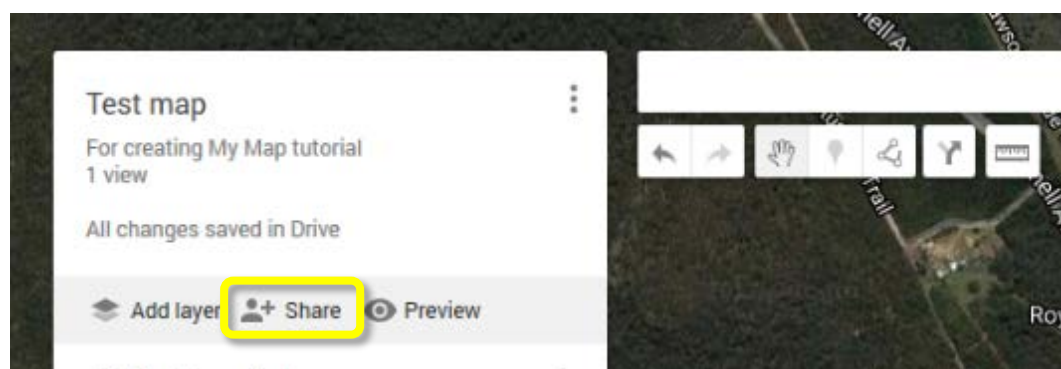 Test map
For creating My Map tutorial
1 view
All changes saved in Drive
Add layer Share Preview
Trail